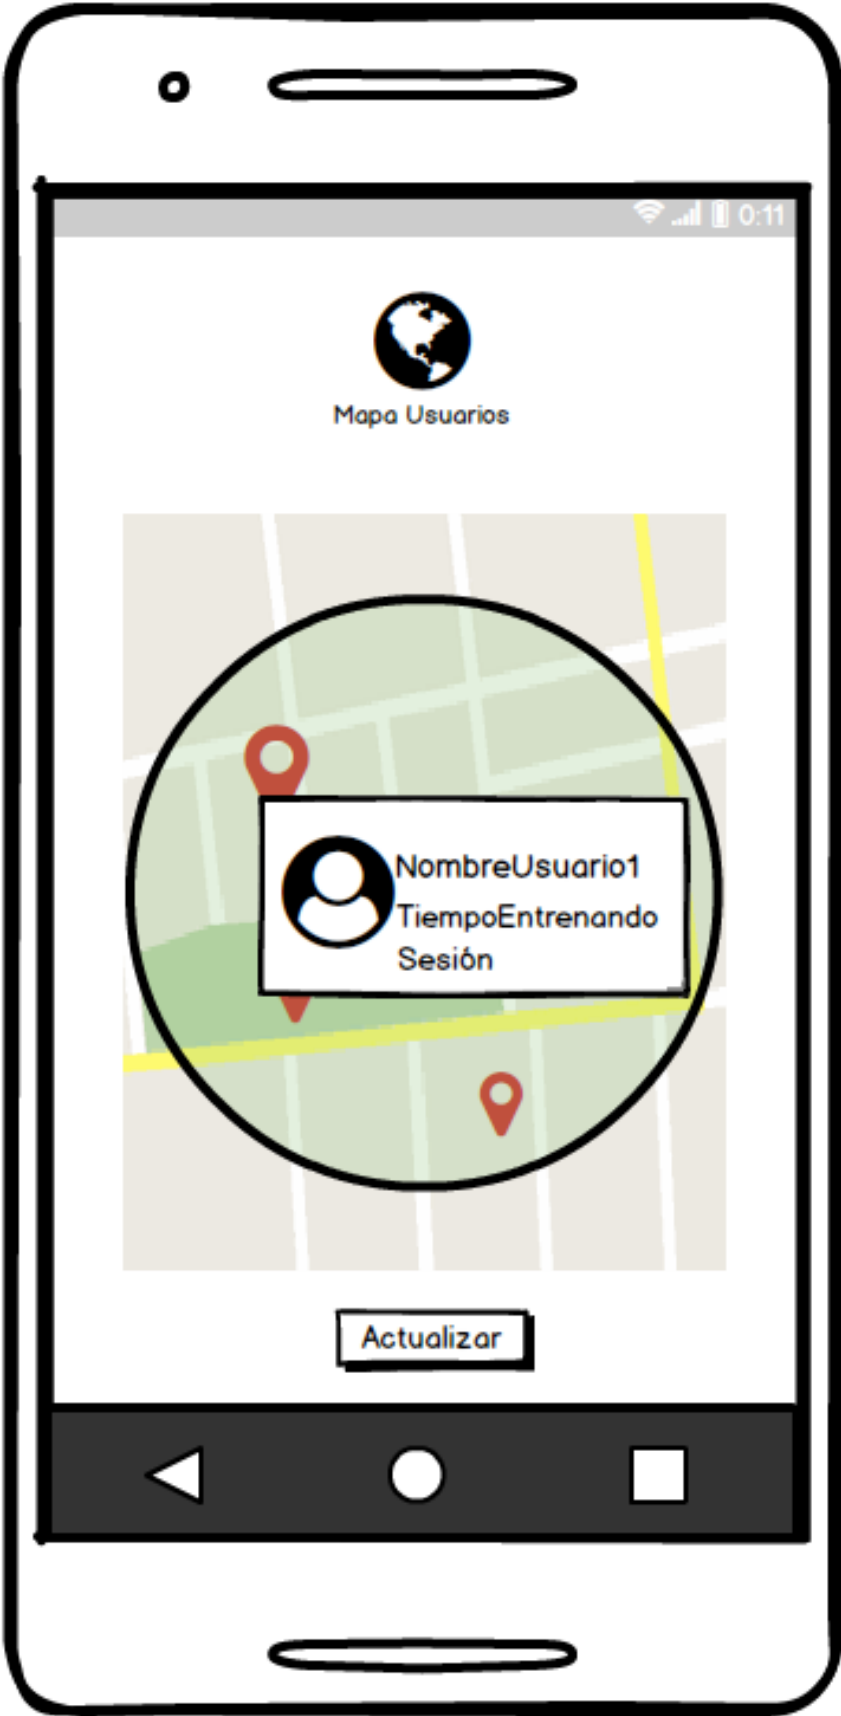 0:11
Mapa Usuarios
NombreUsuario1
TiempoEntrenando
Sesión
Actualizar